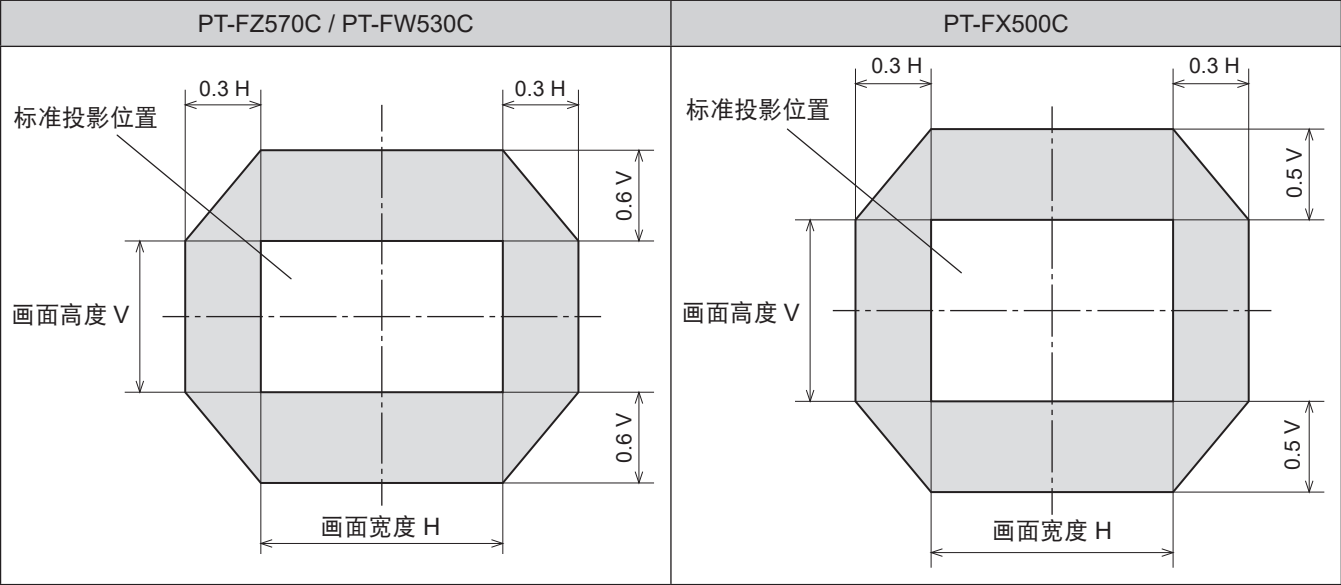 PT-FZ570C / PT-FW530C
PT-FX500C
0.3 H
0.3 H
标准投影位置
0.6 V
画面高度 V
0.6 V
画面宽度 H
0.3 H
0.3 H
标准投影位置
0.5 V
画面高度 V
0.5 V
画面宽度 H